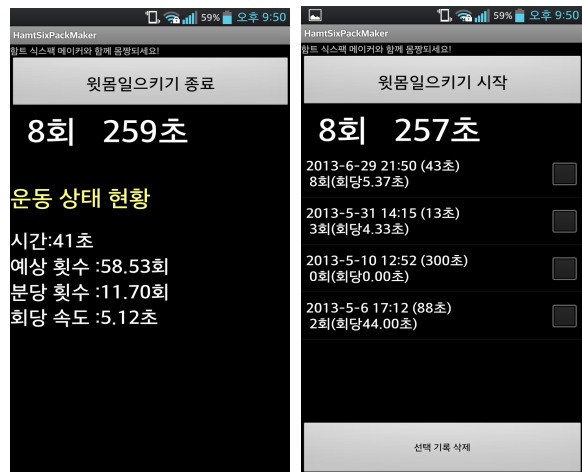 59% 오후 9:50
HamtSixPackMaker
함트 식스팩 메이커와 함께 몸짱되세요!
윗몸일으키기 종료
8회 259초
운동 상태 현황
시간:41초
예상 횟수 :58.53회
분당 횟수 :11.70회
회당 속도 :5.12초
59% 오후 9:50
HamtSixPackMaker
함트 식스팩 메이커와 함께 몸짱되세요!
윗몸일으키기 시작
8회 257초
2013-6-29 21:50 (43초)
8회(회당5.37초)
2013-5-31 14:15 (13초)
3회(회당4.33초)
2013-5-10 12:52 (300초)
0회(회당0.00초)
2013-5-6 17:12 (88초)
2회(회당44.00초)
선택 기록 삭제